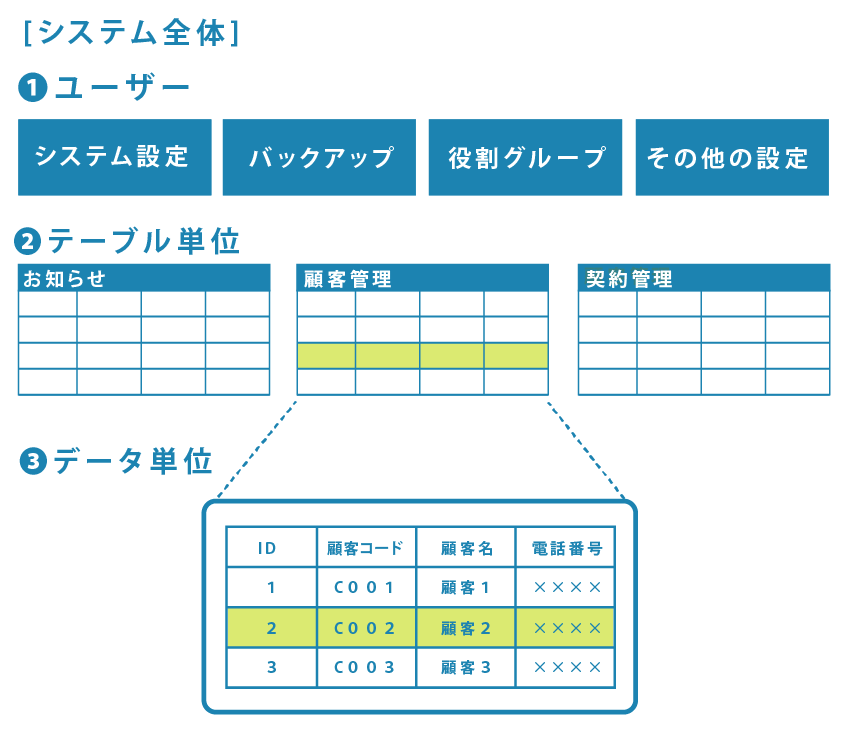 [システム全体]
❶ユーザー
システム設定 バックアップ 役割グループ その他の設定
❷テーブル単位
お知らせ 顧客管理 契約管理
❸データ単位
ID 顧客コード 顧客名 電話番号
1 C001 顧客1 ××××
2 C002 顧客2 ××××
3 C003 顧客3 ××××